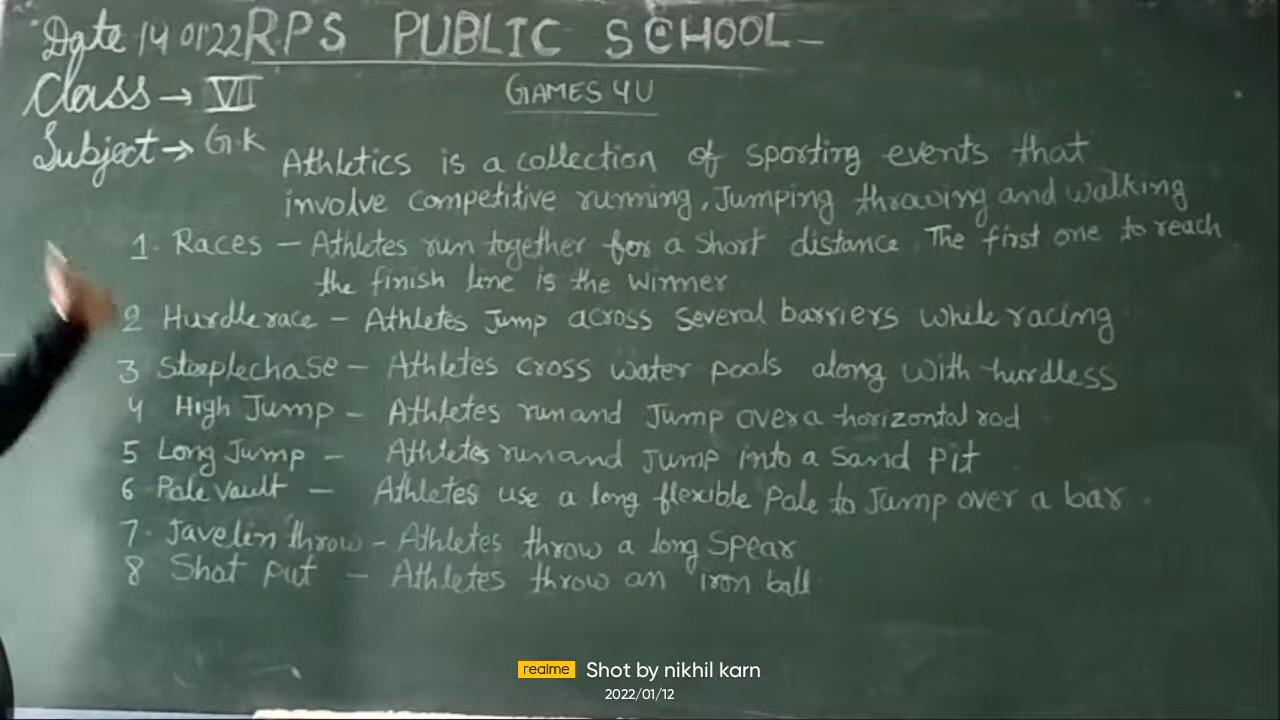 Date 14 01 22 R.P.S PUBLIC SCHOOL
Class → VII
GAMES 4U
Subject → G.K
Athletics is a collection of sporting events that
involve competitive running, Jumping throwing and walking
1. Races - Athletes run together for a short distance. The first one to reach
the finish line is the winner
2 Hurdle race - Athletes Jump across several barriers while racing
3 Steeplechase - Athletes cross water pools along with hurdless
4 High Jump - Athletes run and Jump over a horizontal rod
5 Long Jump - Athletes run and Jump into a Sand Pit
6 Pole vault - Athletes use a long flexible Pole to Jump over a bar
7. Javelin throw - Athletes throw a long Spear
8 Shot put - Athletes throw an iron ball
realme Shot by nikhil karn
2022/01/12